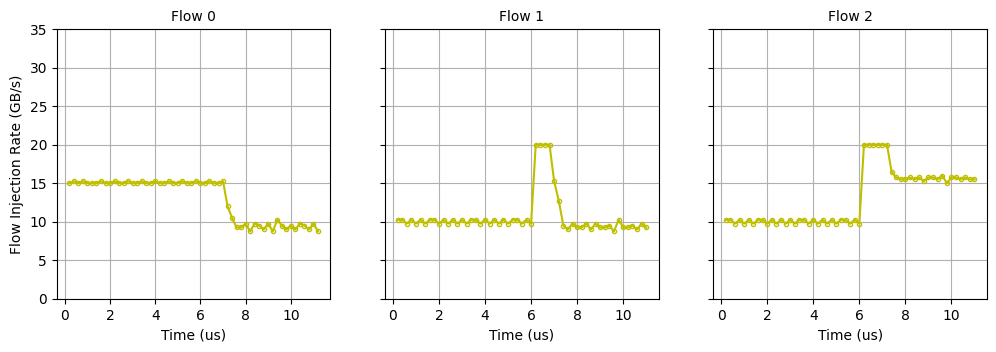 Flow 0
Flow 1
Flow 2
Flow Injection Rate (GB/s)
35
30
25
20
15
10
5
0
0 2 4 6 8 10
0 2 4 6 8 10
0 2 4 6 8 10
Time (us)
Time (us)
Time (us)